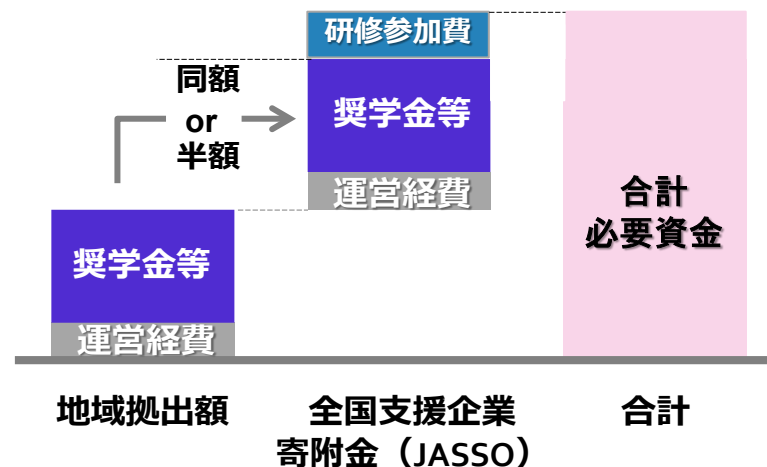 研修参加費
同額
or
半額
奨学金等
運営経費
合計
必要資金
奨学金等
運営経費
地域拠出額
全国支援企業
寄附金（JASSO）
合計